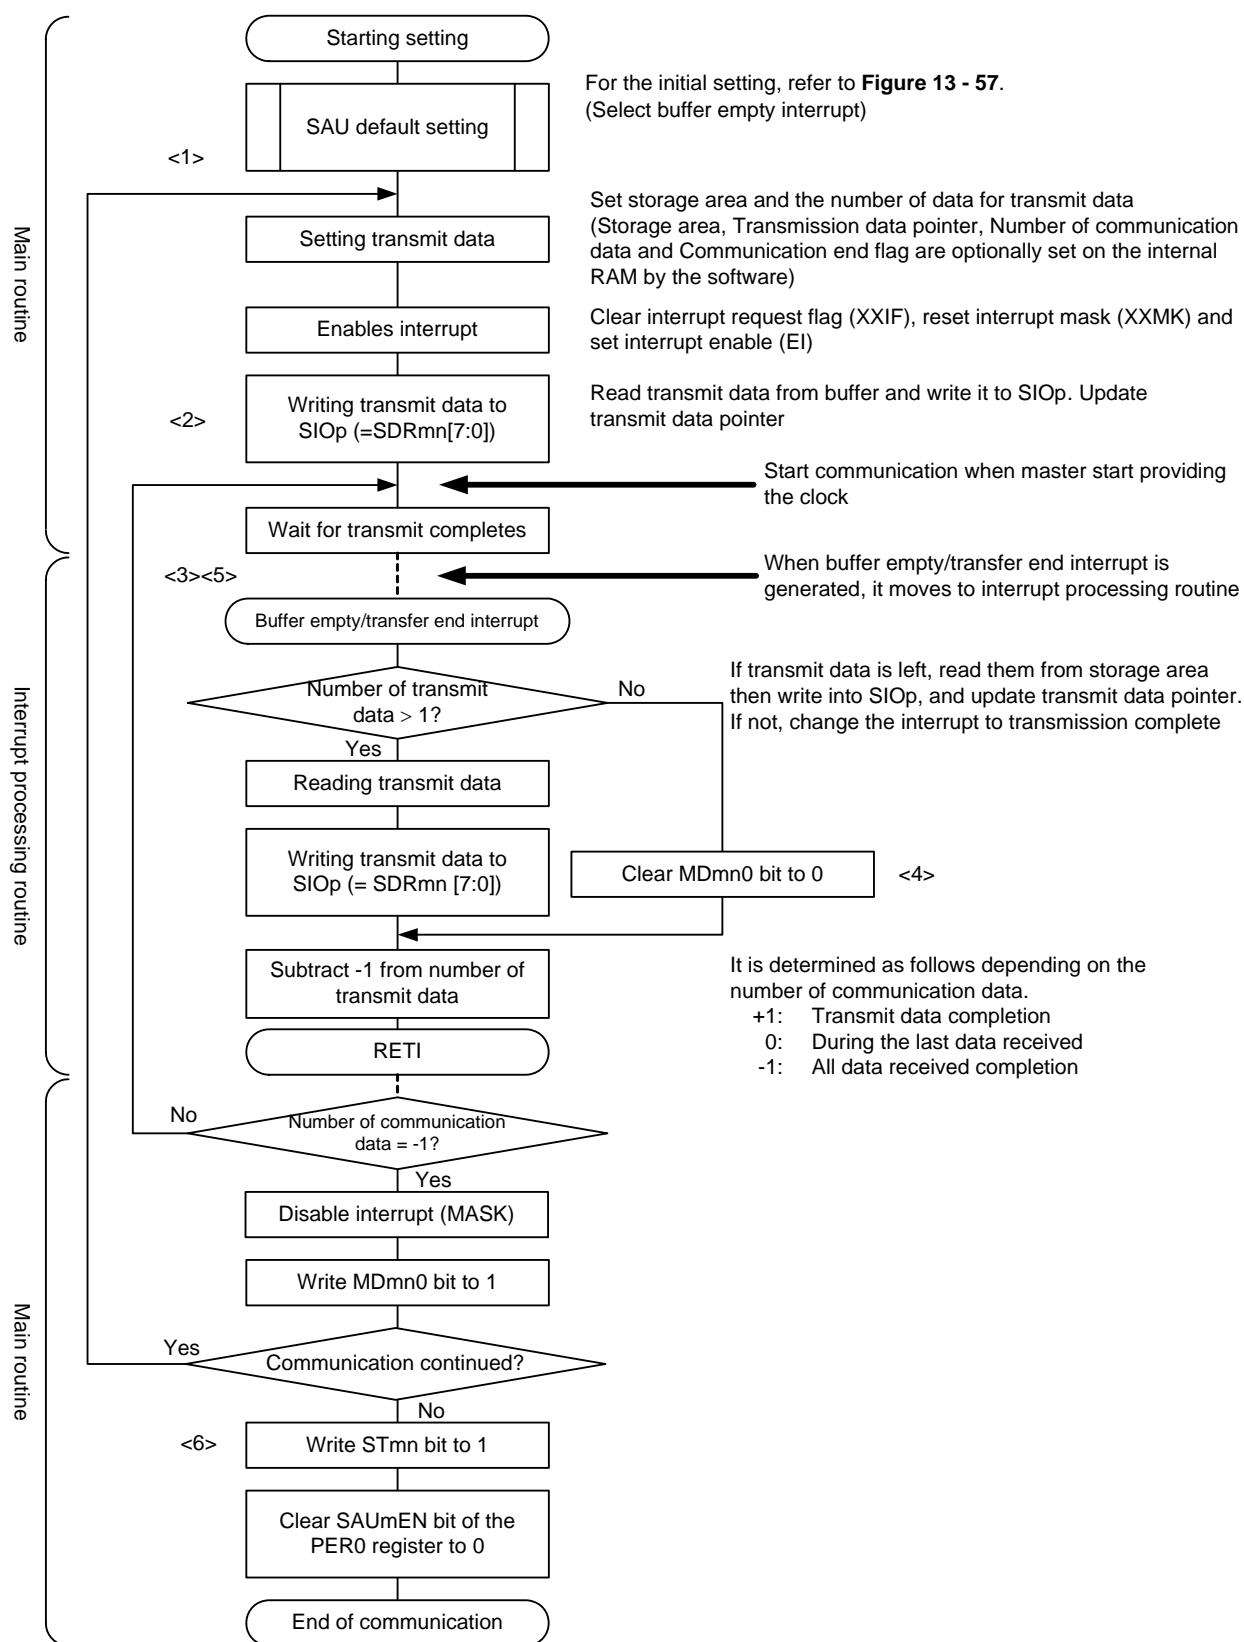 Starting setting
For the initial setting, refer to Figure 13 - 57.
(Select buffer empty interrupt)
SAU default setting
<1>
Main routine
Setting transmit data
Set storage area and the number of data for transmit data
(Storage area, Transmission data pointer, Number of communication
data and Communication end flag are optionally set on the internal
RAM by the software)
Enables interrupt
Clear interrupt request flag (XXIF), reset interrupt mask (XXMK) and
set interrupt enable (EI)
<2>
Writing transmit data to
SIOp (=SDRmn[7:0])
Read transmit data from buffer and write it to SIOp. Update
transmit data pointer
Start communication when master start providing
the clock
Wait for transmit completes
<3><5>
When buffer empty/transfer end interrupt is
generated, it moves to interrupt processing routine
Buffer empty/transfer end interrupt
Interrupt processing routine
Number of transmit
data > 1?
No
Yes
If transmit data is left, read them from storage area
then write into SIOp, and update transmit data pointer.
If not, change the interrupt to transmission complete
Reading transmit data
Writing transmit data to
SIOp (= SDRmn [7:0])
Clear MDmn0 bit to 0
<4>
Subtract -1 from number of
transmit data
It is determined as follows depending on the
number of communication data.
+1: Transmit data completion
0: During the last data received
-1: All data received completion
RETI
No
Number of communication
data = -1?
Yes
Main routine
Disable interrupt (MASK)
Write MDmn0 bit to 1
Yes
Communication continued?
No
<6>
Write STmn bit to 1
Clear SAUmEN bit of the
PER0 register to 0
End of communication